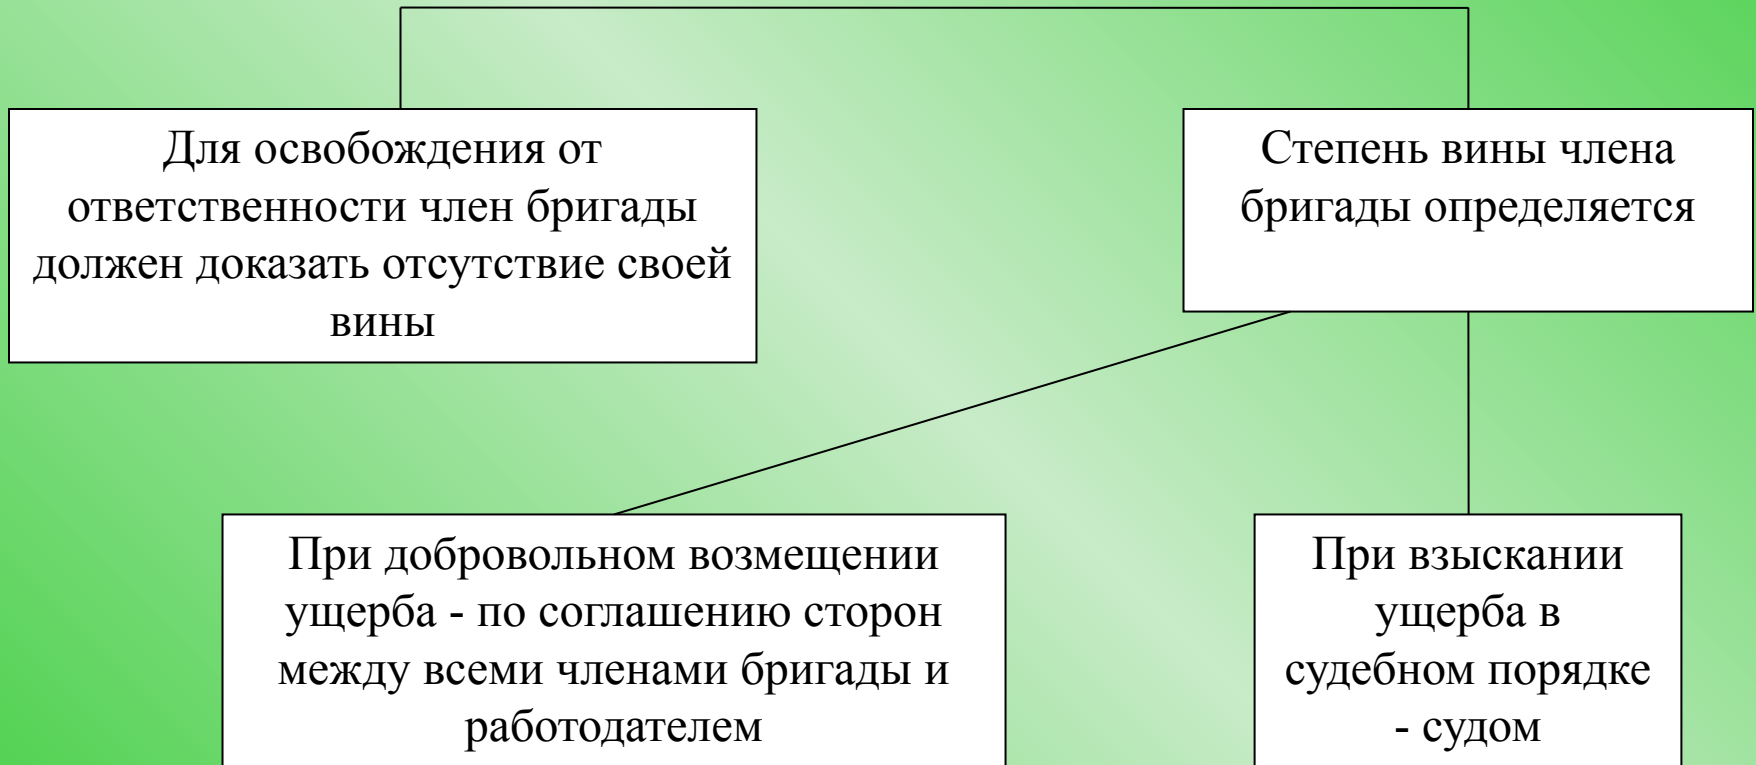 Для освобождения от
ответственности член бригады
должен доказать отсутствие своей
вины
Степень вины члена
бригады определяется
При добровольном возмещении
ущерба - по соглашению сторон
между всеми членами бригады и
работодателем
При взыскании
ущерба в
судебном порядке
- судом